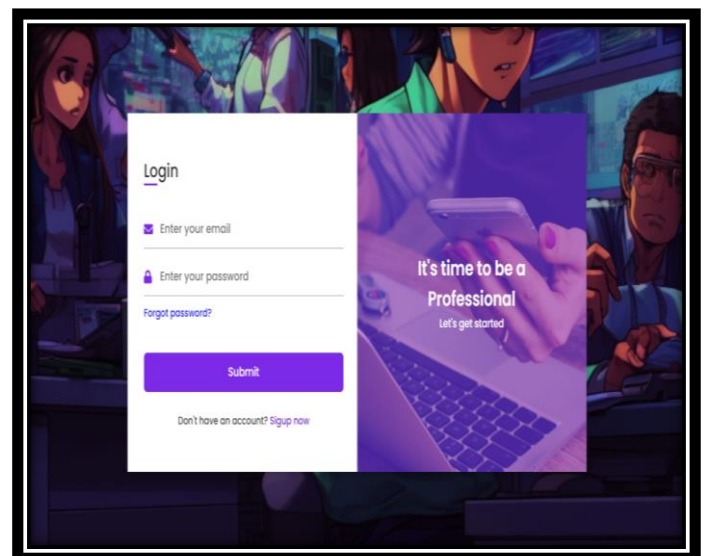 Login
Enter your email
Enter your password
Forgot password?
Submit
Don't have an account? Sigup now
It's time to be a
Professional
Let's get started